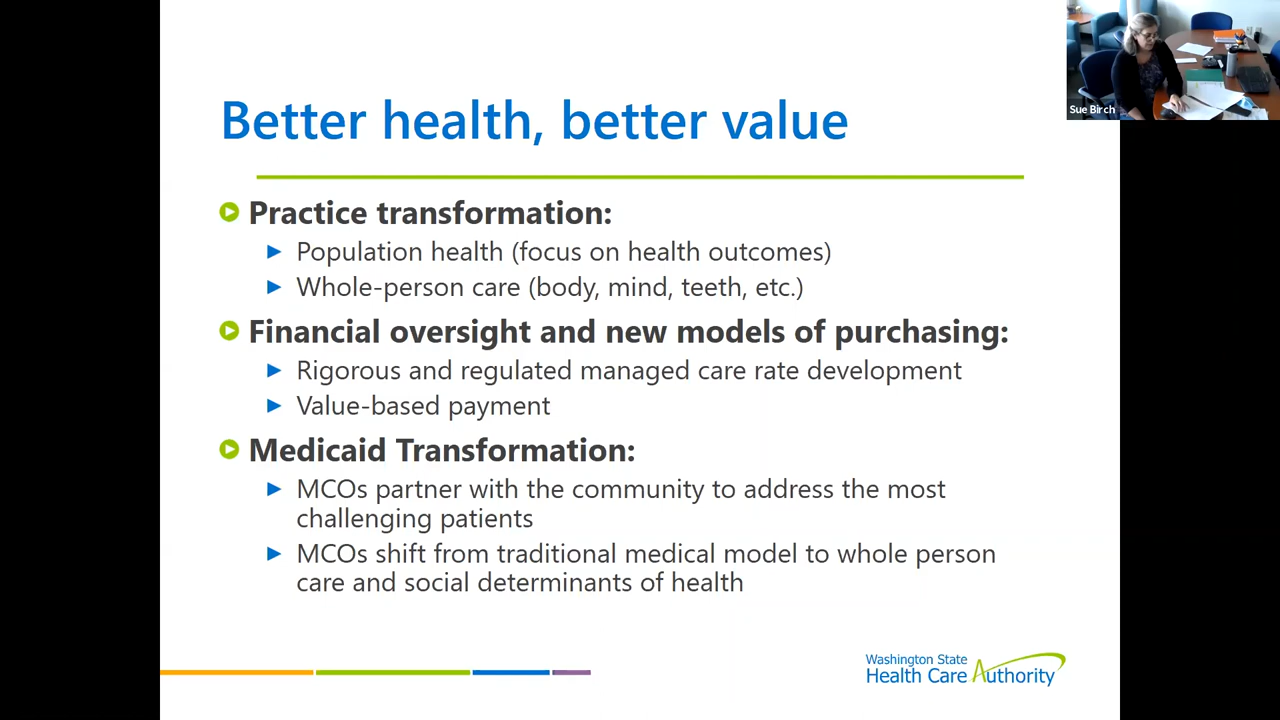 Better health, better value
Practice transformation:
Population health (focus on health outcomes)
Whole-person care (body, mind, teeth, etc.)
Financial oversight and new models of purchasing:
Rigorous and regulated managed care rate development
Value-based payment
Medicaid Transformation:
MCOs partner with the community to address the most
challenging patients
MCOs shift from traditional medical model to whole person
care and social determinants of health
Washington State
Health Care Authority
Sue Birch